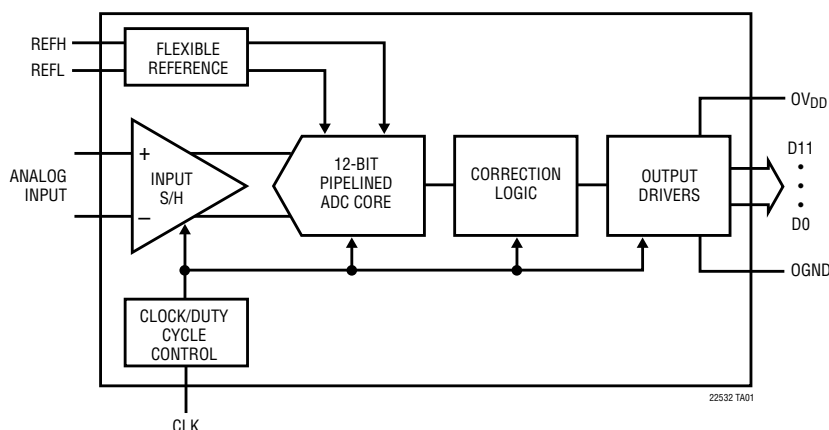 REFH
REFL
FLEXIBLE
REFERENCE
OVDD
ANALOG
INPUT
+
–
INPUT
S/H
12-BIT
PIPELINED
ADC CORE
CORRECTION
LOGIC
OUTPUT
DRIVERS
D11
•
•
•
D0
OGND
CLOCK/DUTY
CYCLE
CONTROL
CLK
22532 TA01